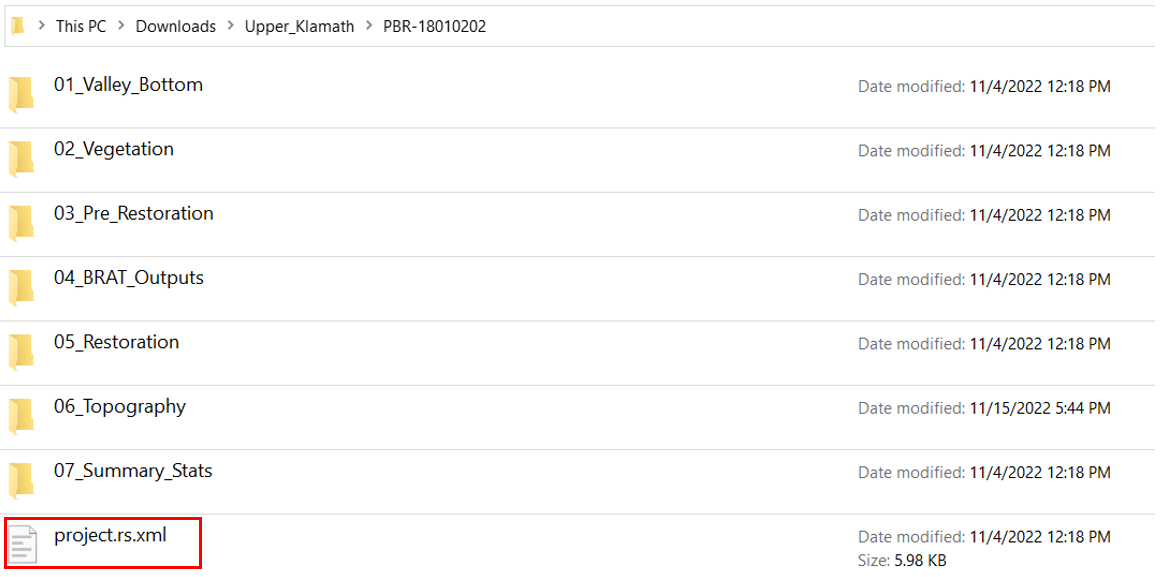 This PC > Downloads > Upper_Klamath > PBR-18010202
01_Valley_Bottom Date modified: 11/4/2022 12:18 PM
02_Vegetation Date modified: 11/4/2022 12:18 PM
03_Pre_Restoration Date modified: 11/4/2022 12:18 PM
04_BRAT_Outputs Date modified: 11/4/2022 12:18 PM
05_Restoration Date modified: 11/4/2022 12:18 PM
06_Topography Date modified: 11/15/2022 5:44 PM
07_Summary_Stats Date modified: 11/4/2022 12:18 PM
project.rs.xml Date modified: 11/4/2022 12:18 PM
Size: 5.98 KB